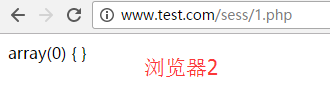 www.test.com/sess/1.php
array(0) { }
浏览器2